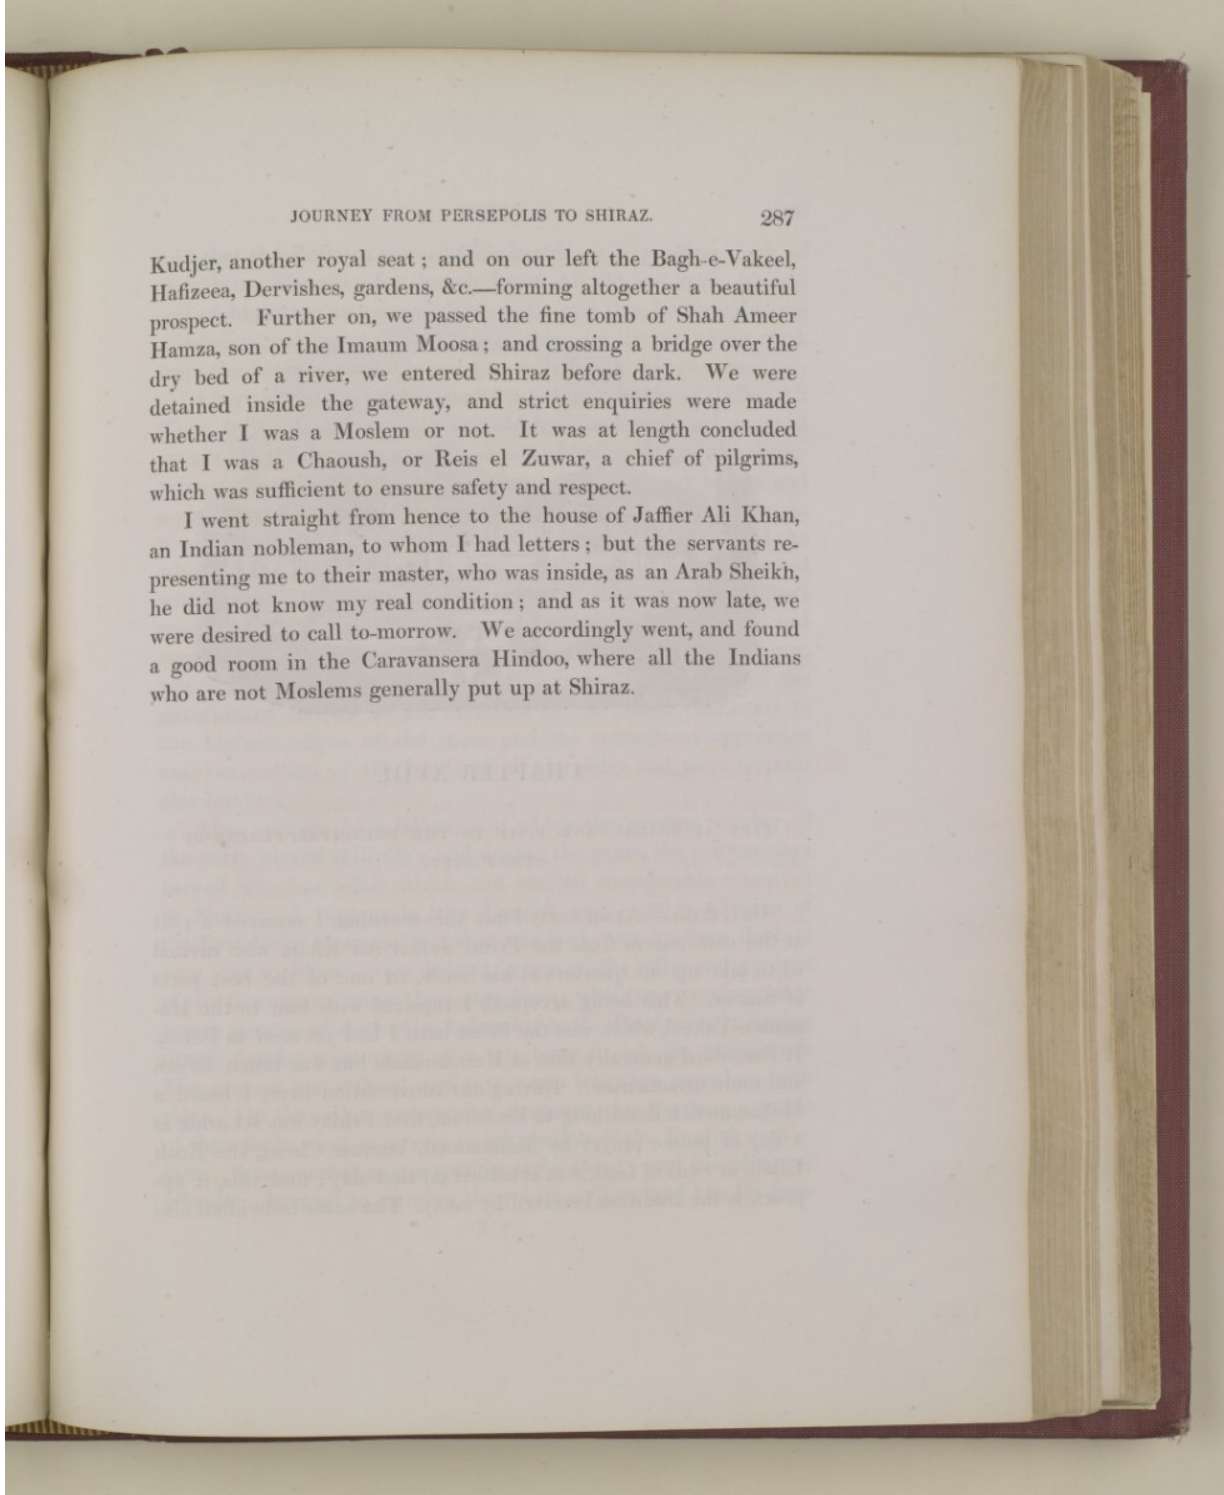 JOURNEY FROM PERSEPOLIS TO SHIRAZ. 287
Kudjer, another royal seat; and on our left the Bagh-e-Vakeel,
Hafizeea, Dervishes, gardens, &c.—forming altogether a beautiful
prospect. Further on, we passed the fine tomb of Shah Ameer
Hamza, son of the Imaum Moosa; and crossing a bridge over the
dry bed of a river, we entered Shiraz before dark. We were
detained inside the gateway, and strict enquiries were made
whether I was a Moslem or not. It was at length concluded
that I was a Chaoush, or Reis el Zuwar, a chief of pilgrims,
which was sufficient to ensure safety and respect.
I went straight from hence to the house of Jaffier Ali Khan,
an Indian nobleman, to whom I had letters; but the servants re-
presenting me to their master, who was inside, as an Arab Sheikh,
he did not know my real condition; and as it was now late, we
were desired to call to-morrow. We accordingly went, and found
a good room in the Caravansera Hindoo, where all the Indians
who are not Moslems generally put up at Shiraz.